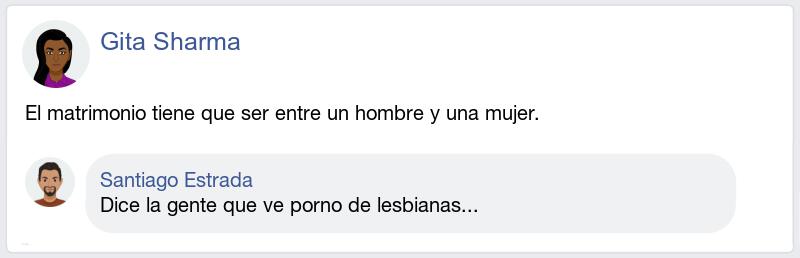 Gita Sharma
El matrimonio tiene que ser entre un hombre y una mujer.
Santiago Estrada
Dice la gente que ve porno de lesbianas...